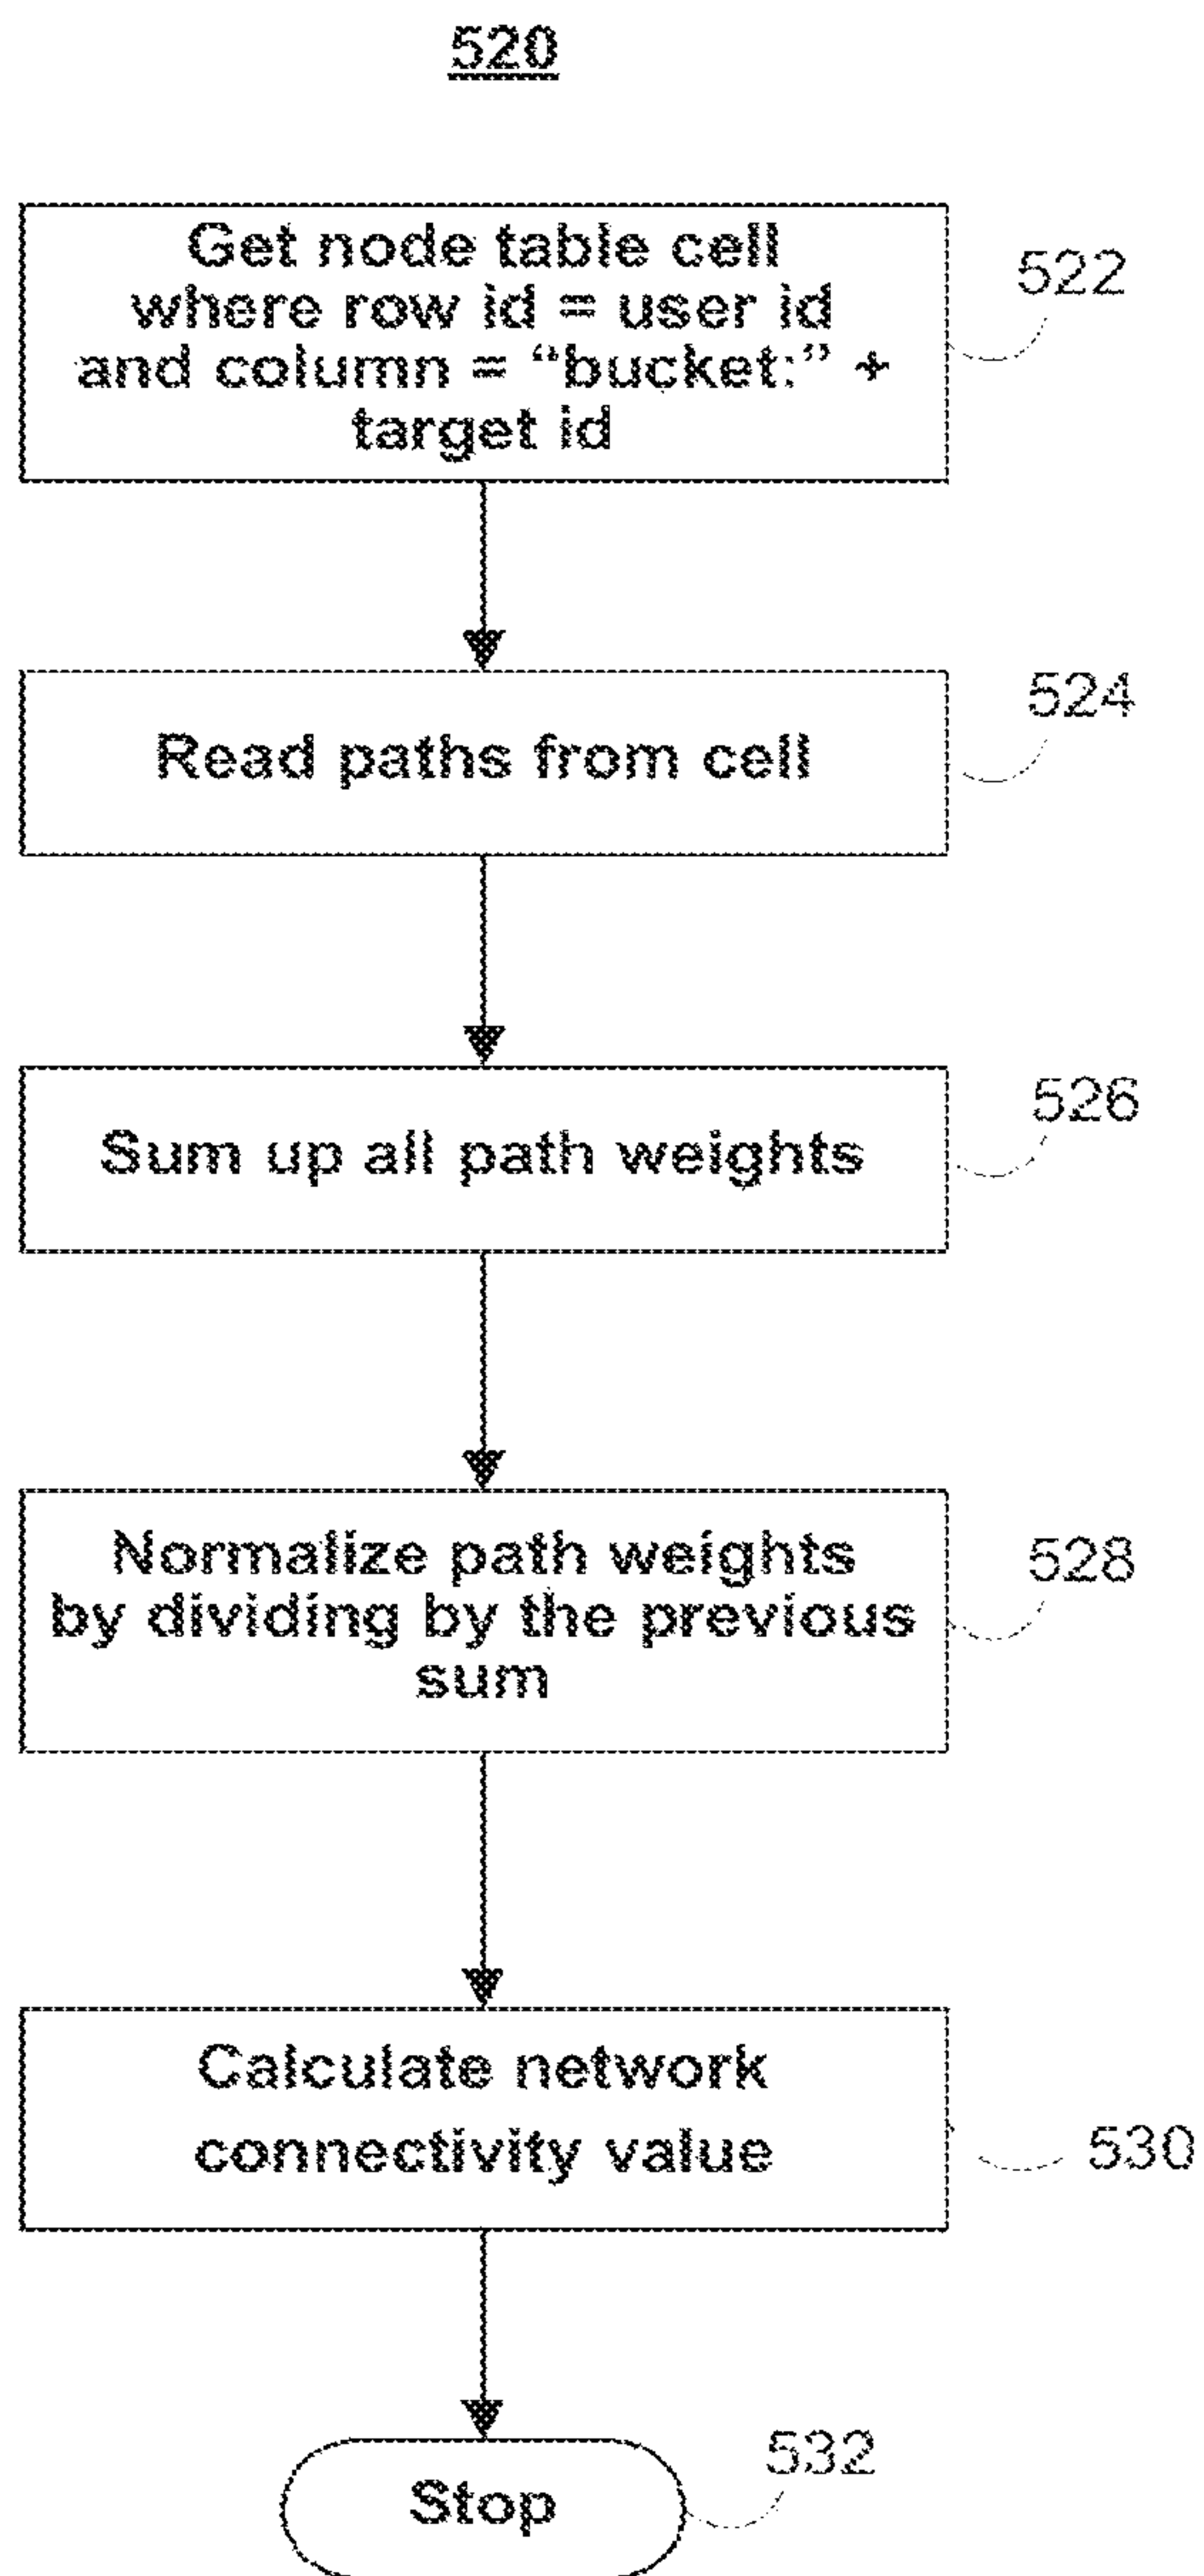 520
Get node table cell
where row id = user id
and column = “bucket:” +
target id
522
Read paths from cell
524
Sum up all path weights
526
Normalize path weights
by dividing by the previous
sum
528
Calculate network
connectivity value
530
Stop
532